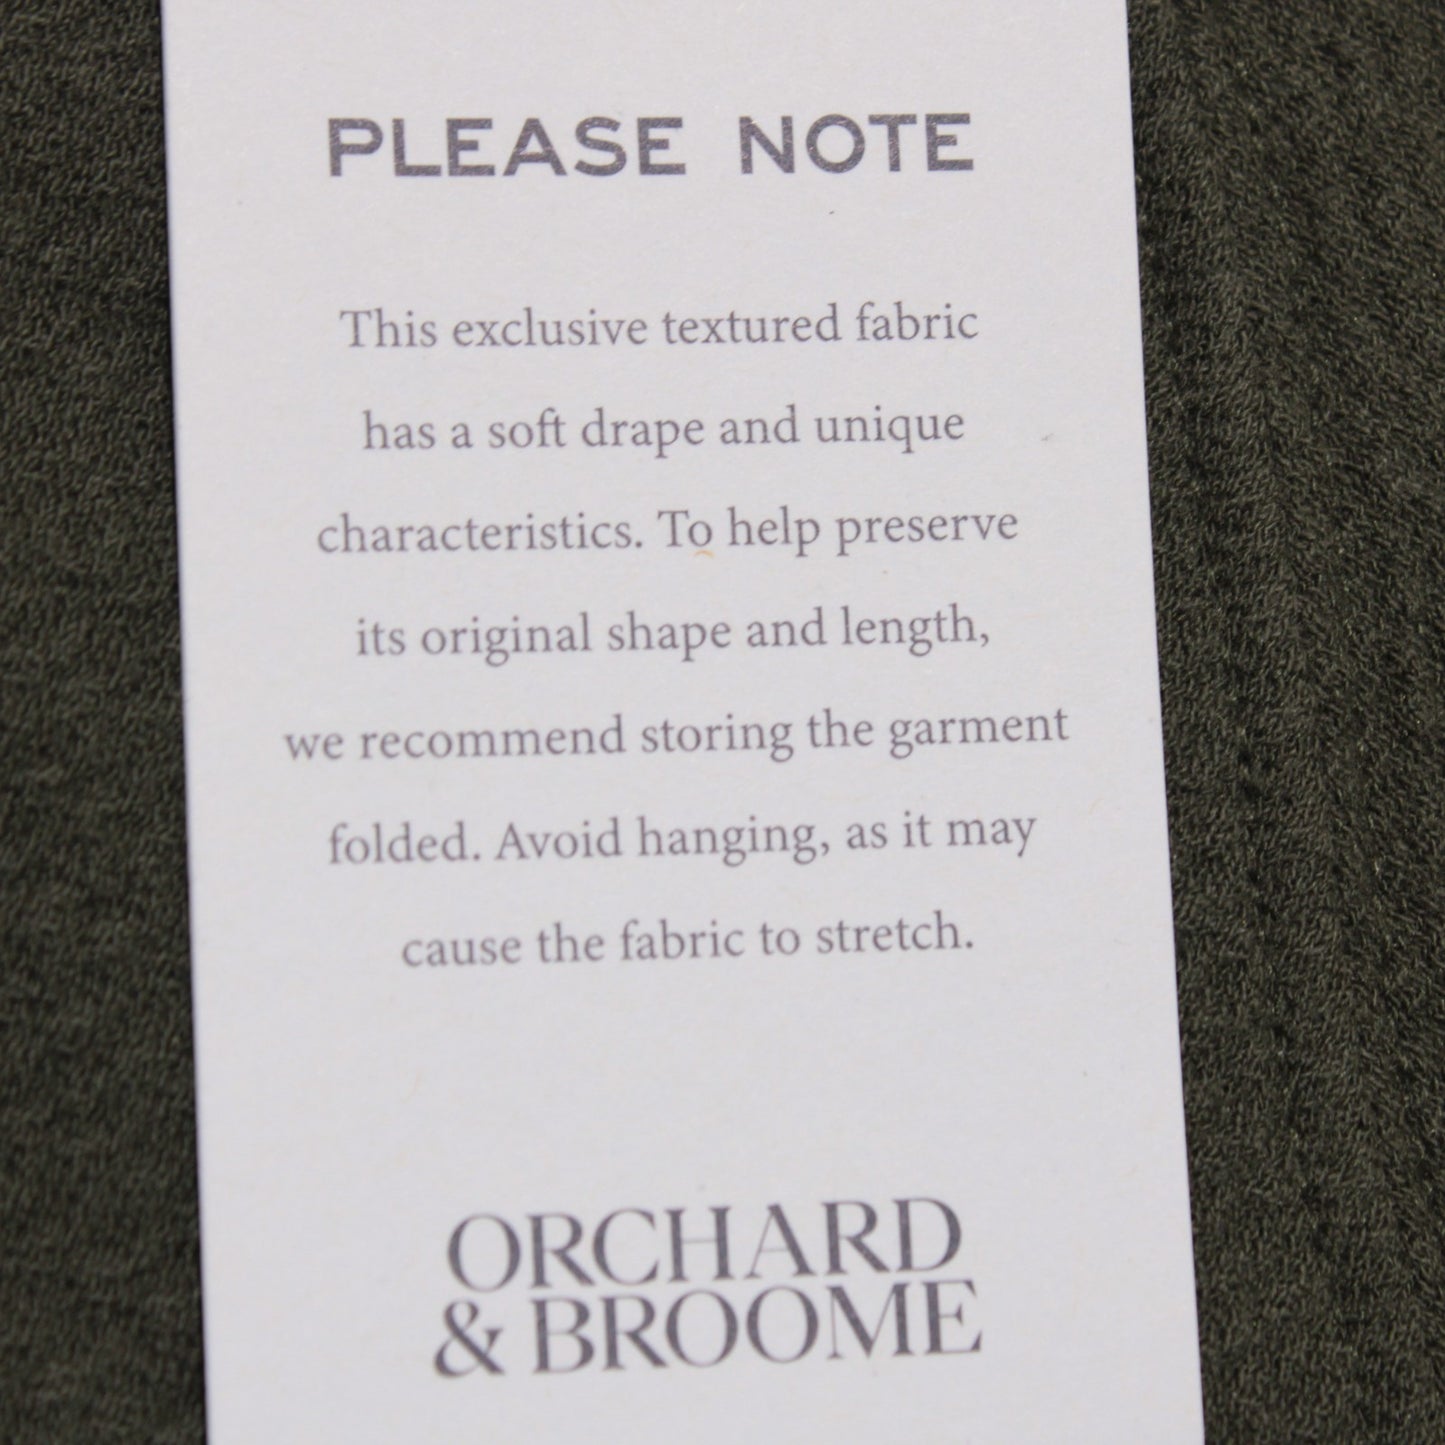 PLEASE NOTE
This exclusive textured fabric
has a soft drape and unique
characteristics. To help preserve
its original shape and length,
we recommend storing the garment
folded. Avoid hanging, as it may
cause the fabric to stretch.
ORCHARD
& BROOME